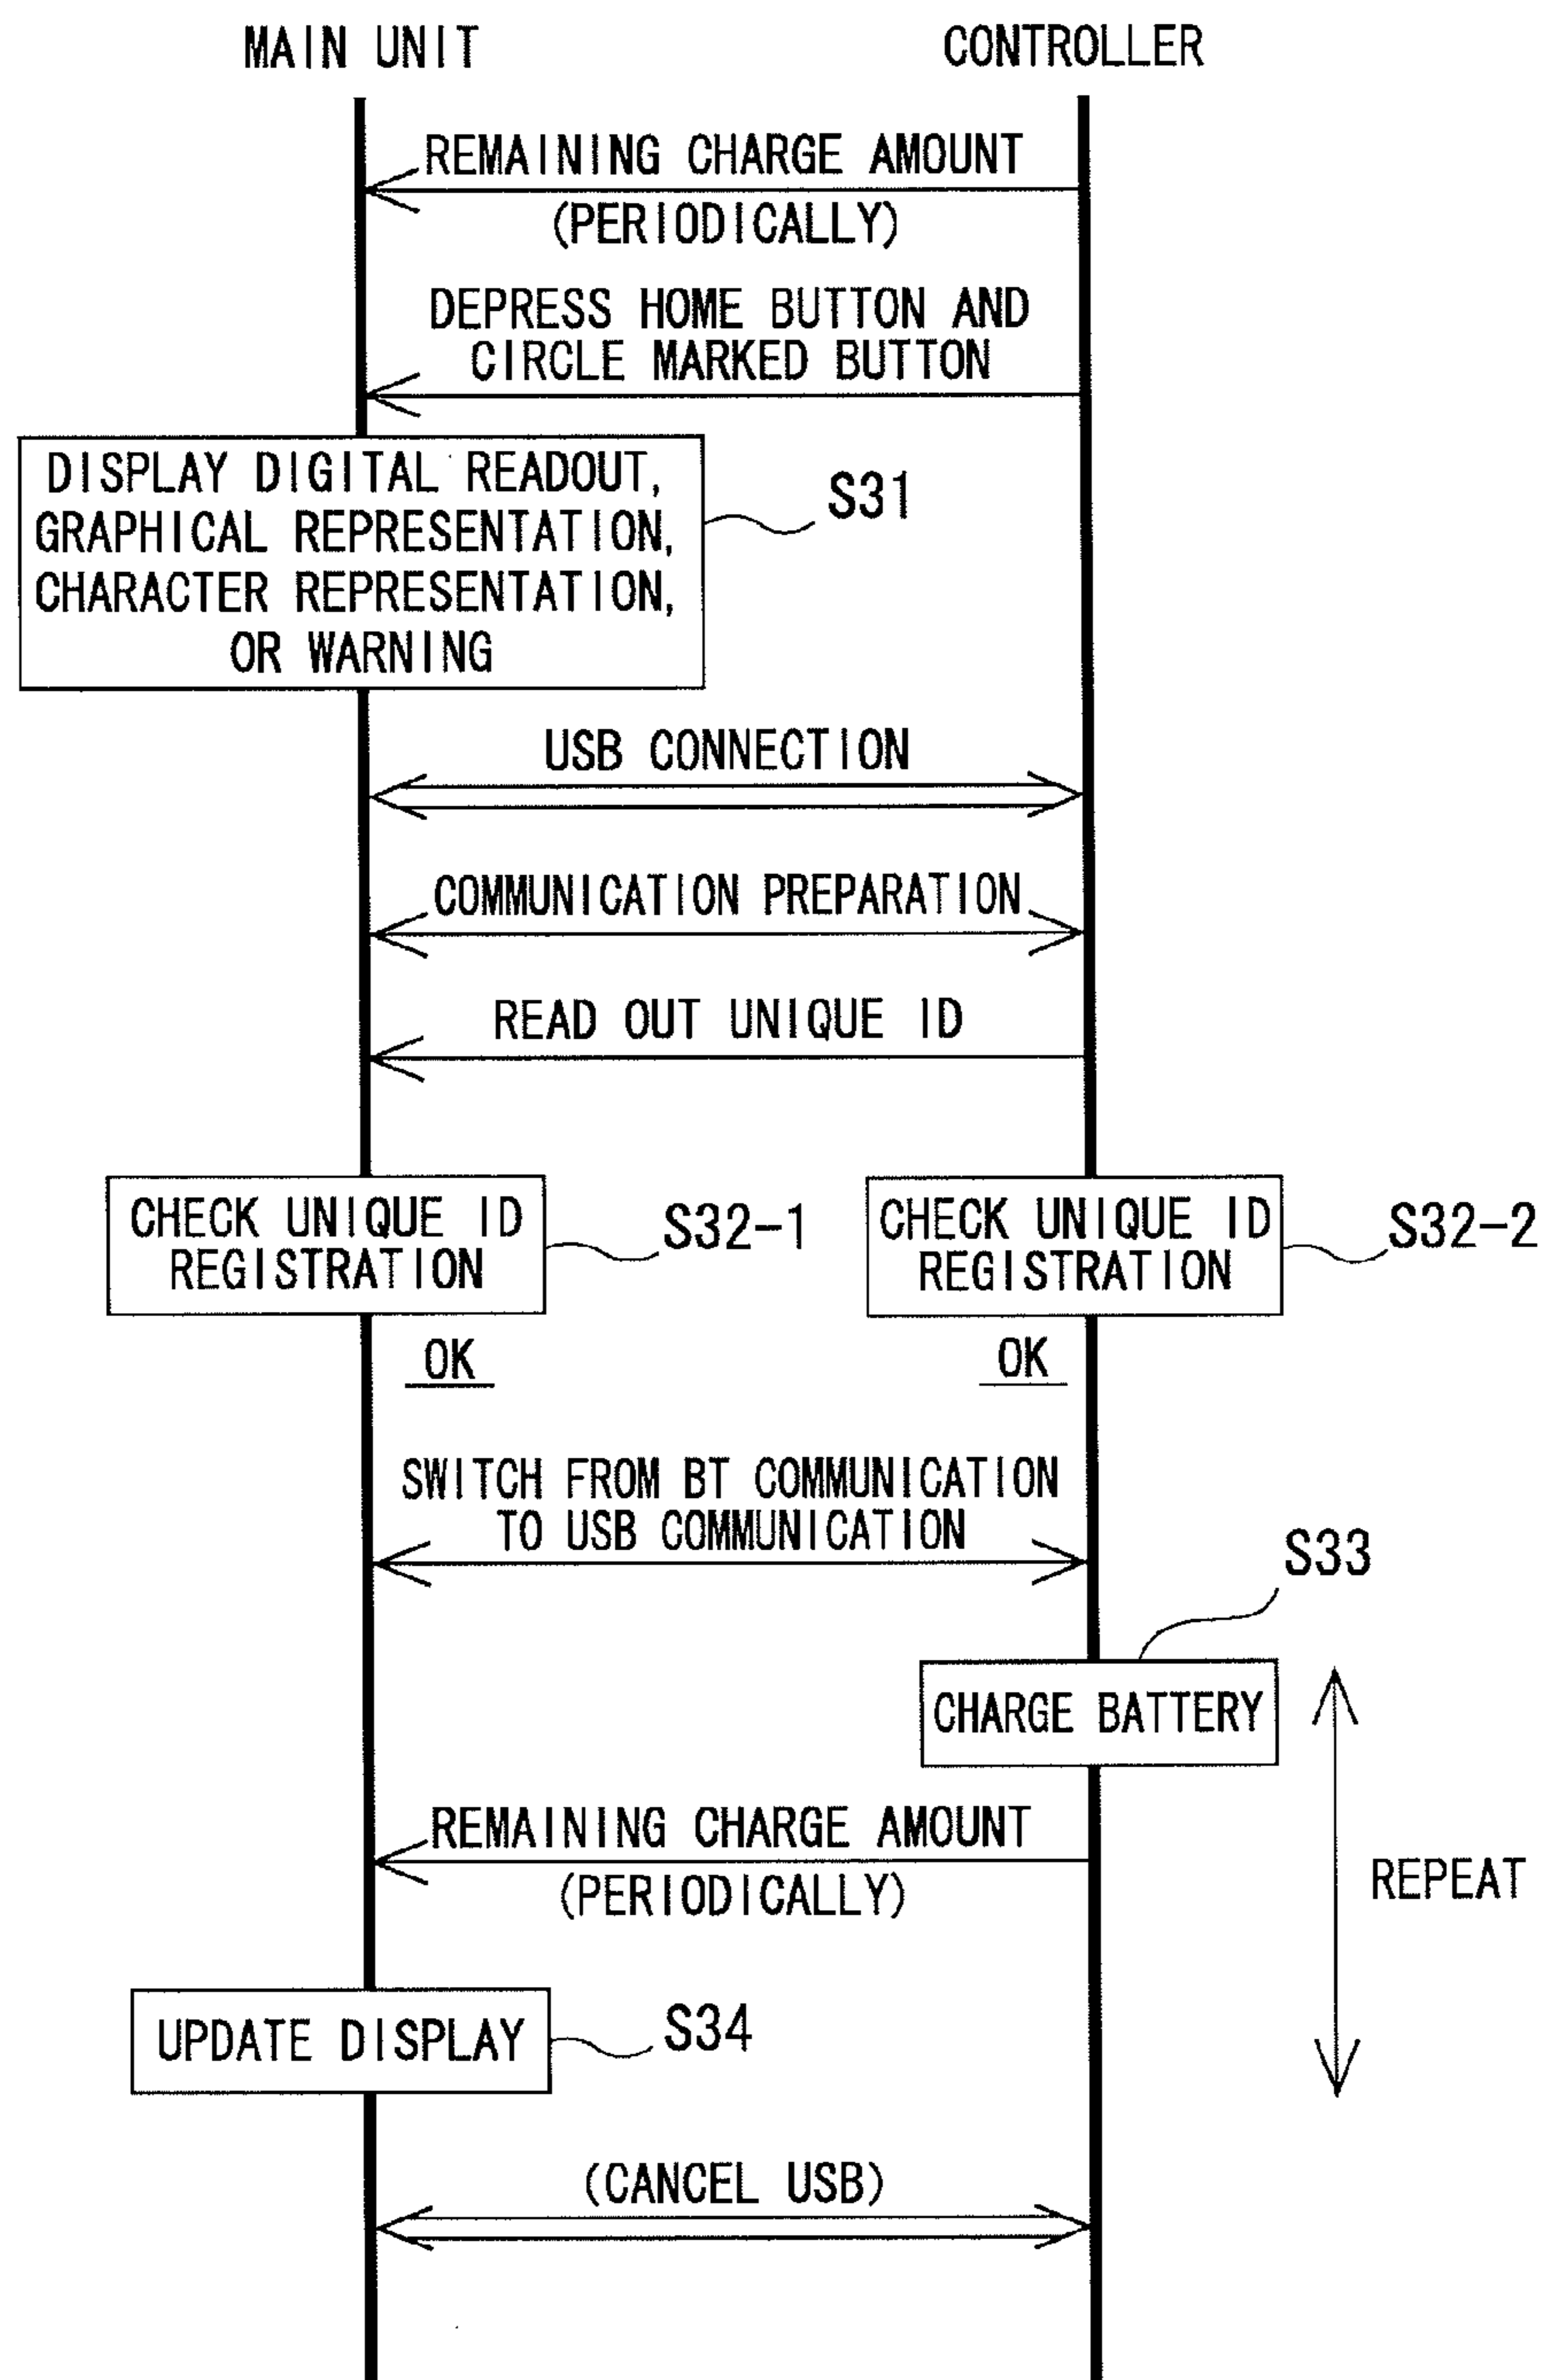 MAIN UNIT
CONTROLLER
REMAINING CHARGE AMOUNT
(PERIODICALLY)
DEPRESS HOME BUTTON AND
CIRCLE MARKED BUTTON
DISPLAY DIGITAL READOUT,
GRAPHICAL REPRESENTATION,
CHARACTER REPRESENTATION,
OR WARNING
S31
USB CONNECTION
COMMUNICATION PREPARATION
READ OUT UNIQUE ID
CHECK UNIQUE ID
REGISTRATION
S32-1
CHECK UNIQUE ID
REGISTRATION
S32-2
OK
OK
SWITCH FROM BT COMMUNICATION
TO USB COMMUNICATION
S33
CHARGE BATTERY
REMAINING CHARGE AMOUNT
(PERIODICALLY)
REPEAT
UPDATE DISPLAY
S34
(CANCEL USB)